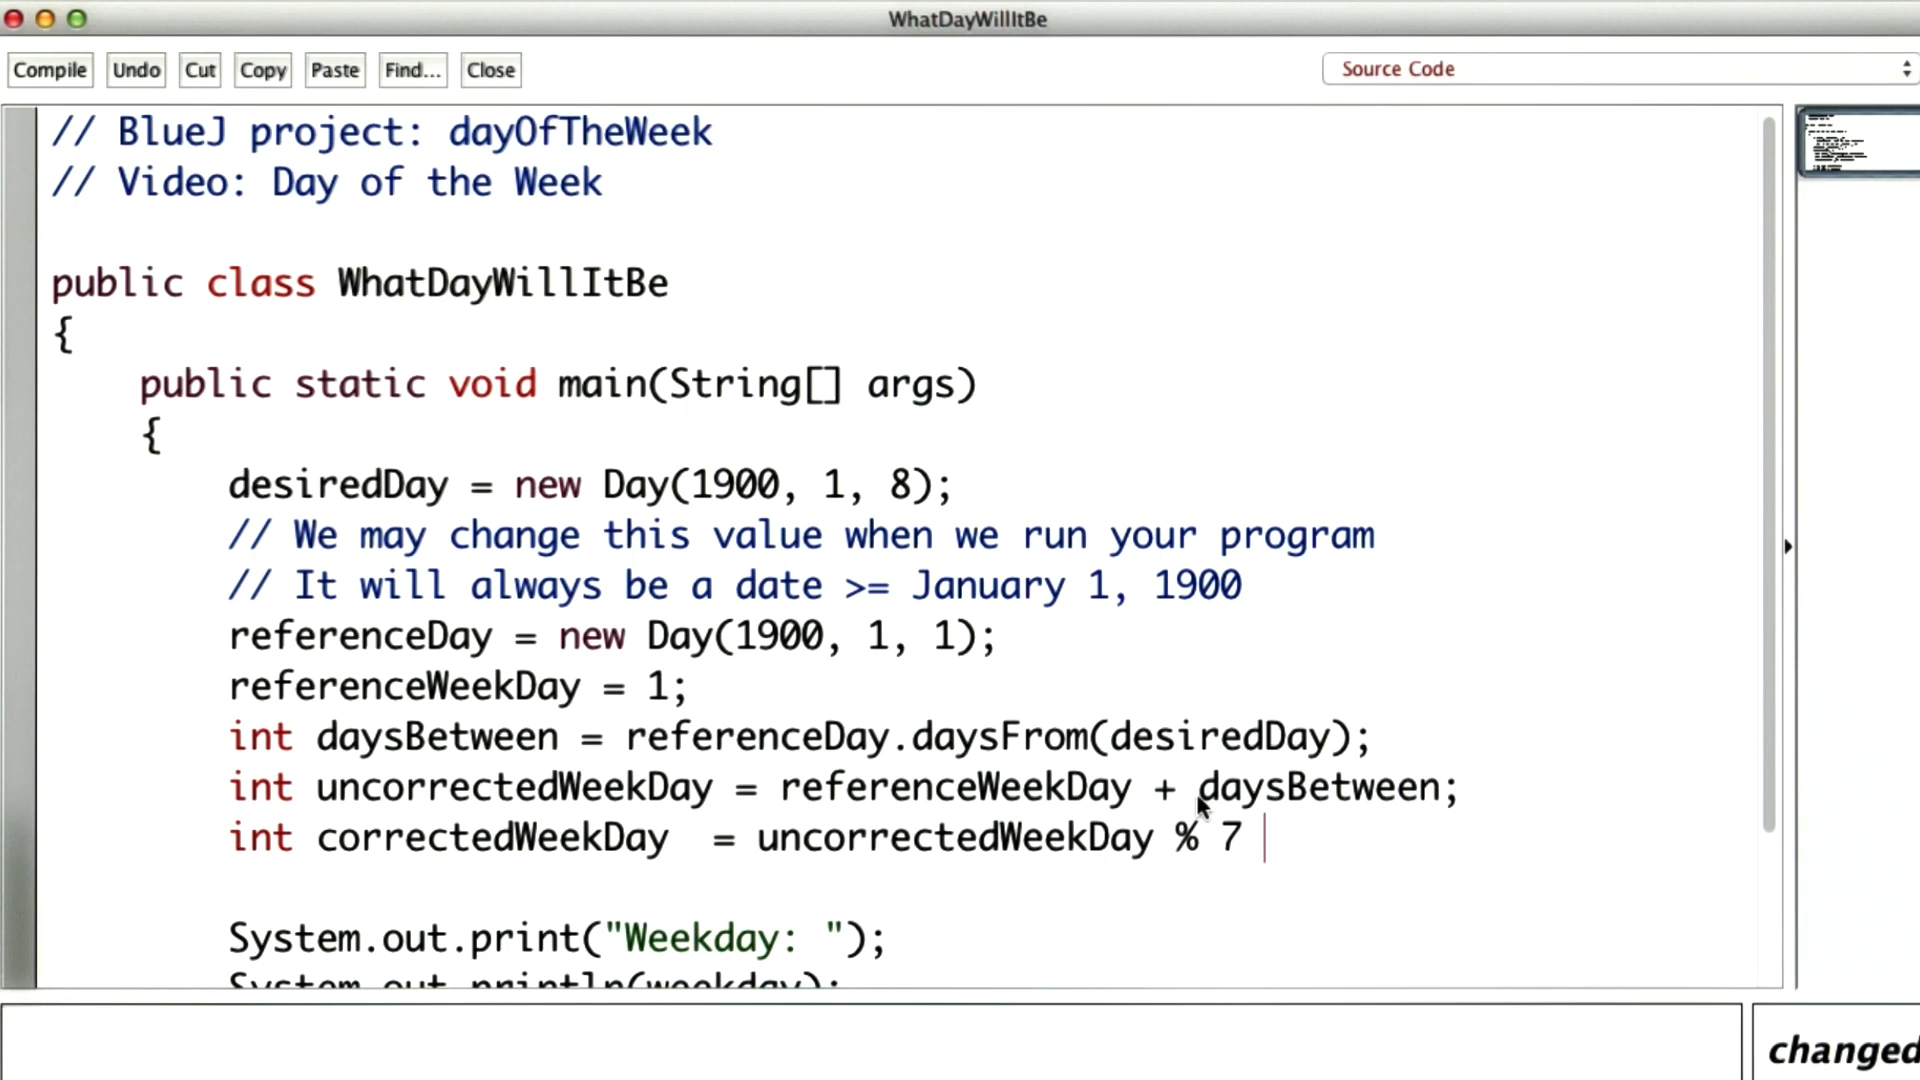 WhatDayWillItBe
Compile Undo Cut Copy Paste Find... Close Source Code
// BlueJ project: dayOfTheWeek
// Video: Day of the Week
public class WhatDayWillItBe
{
public static void main(String[] args)
{
desiredDay = new Day(1900, 1, 8);
// We may change this value when we run your program
// It will always be a date >= January 1, 1900
referenceDay = new Day(1900, 1, 1);
referenceWeekDay = 1;
int daysBetween = referenceDay.daysFrom(desiredDay);
int uncorrectedWeekDay = referenceWeekDay + daysBetween;
int correctedWeekDay  = uncorrectedWeekDay % 7
System.out.print("Weekday: ");
System.out.println(weekday);
changed